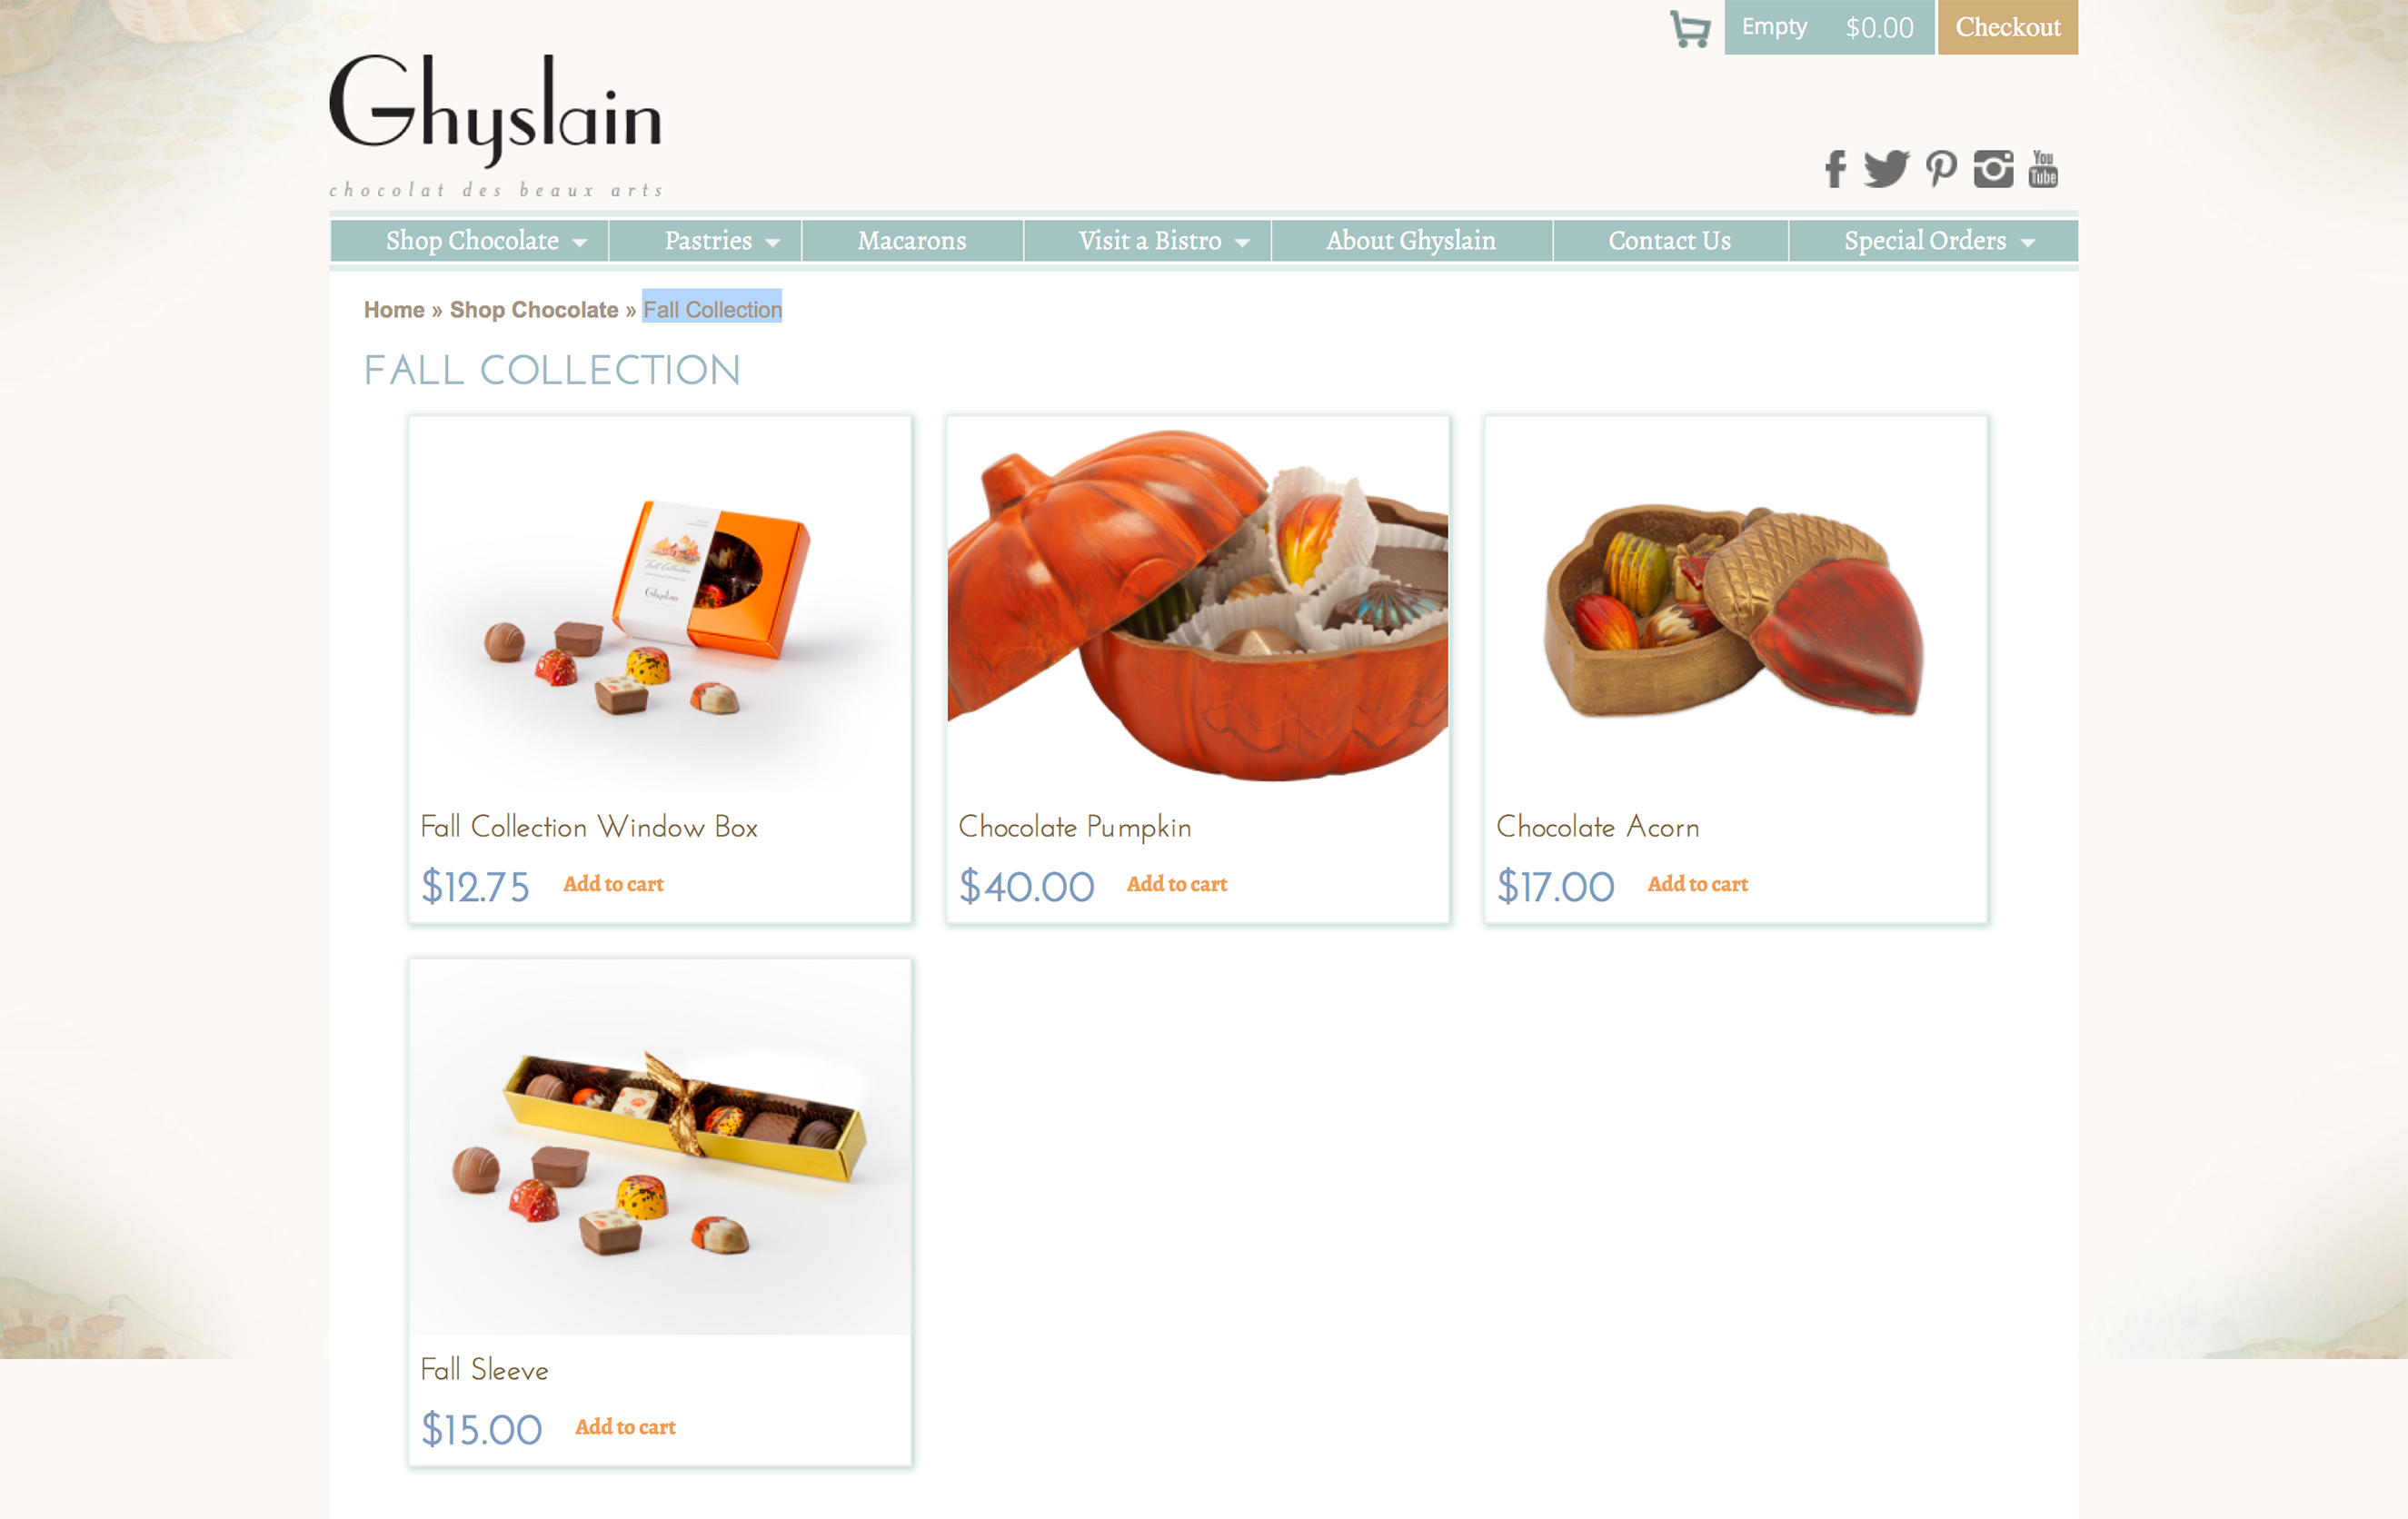 Empty $0.00 Checkout
Ghyslain
chocolat des beaux arts
You
Tube
Shop Chocolate Pastries Macarons Visit a Bistro About Ghyslain Contact Us Special Orders
Home » Shop Chocolate » Fall Collection
FALL COLLECTION
Fall Collection
Ghyslain
Fall Collection Window Box
$12.75 Add to cart
Chocolate Pumpkin
$40.00 Add to cart
Chocolate Acorn
$17.00 Add to cart
Fall Sleeve
$15.00 Add to cart